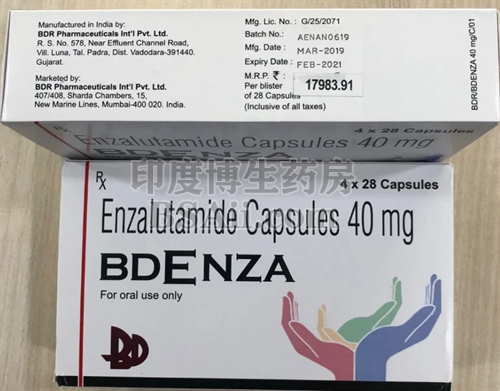 Manufactured in India by:
BDR Pharmaceuticals Int'l Pvt. Ltd.
R. S. No. 578, Near Effluent Channel Road,
Vill. Luna, Tal. Padra, Dist. Vadodara-391440.
Gujarat.
Marketed by:
BDR Pharmaceuticals Int'l Pvt. Ltd.
407/408, Sharda Chambers, 15,
New Marine Lines, Mumbai-400 020. India.
Mfg. Lic. No. : G/25/2071
Batch No. : AENAN0619
Mfg. Date : MAR-2019
Expiry Date : FEB-2021
M.R.P. ₹ :
Per blister 17983.91
of 28 Capsules
(Inclusive of all taxes)
BDR/BDENZA 40 mg/C/01
Rx
4 x 28 Capsules
Enzalutamide Capsules 40 mg
BDENZA
印度博生药房
Rx
4 x 28 Capsules
Enzalutamide Capsules 40 mg
BDENZA
For oral use only